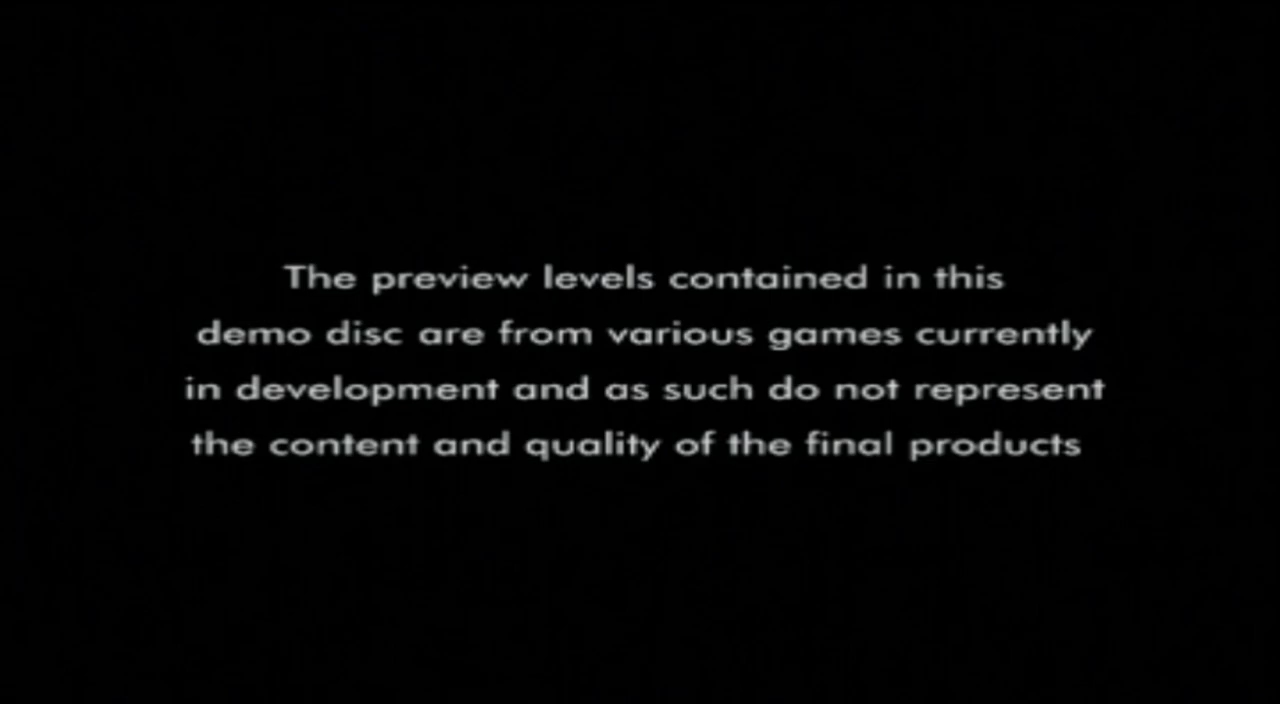 The preview levels contained in this
demo disc are from various games currently
in development and as such do not represent
the content and quality of the final products